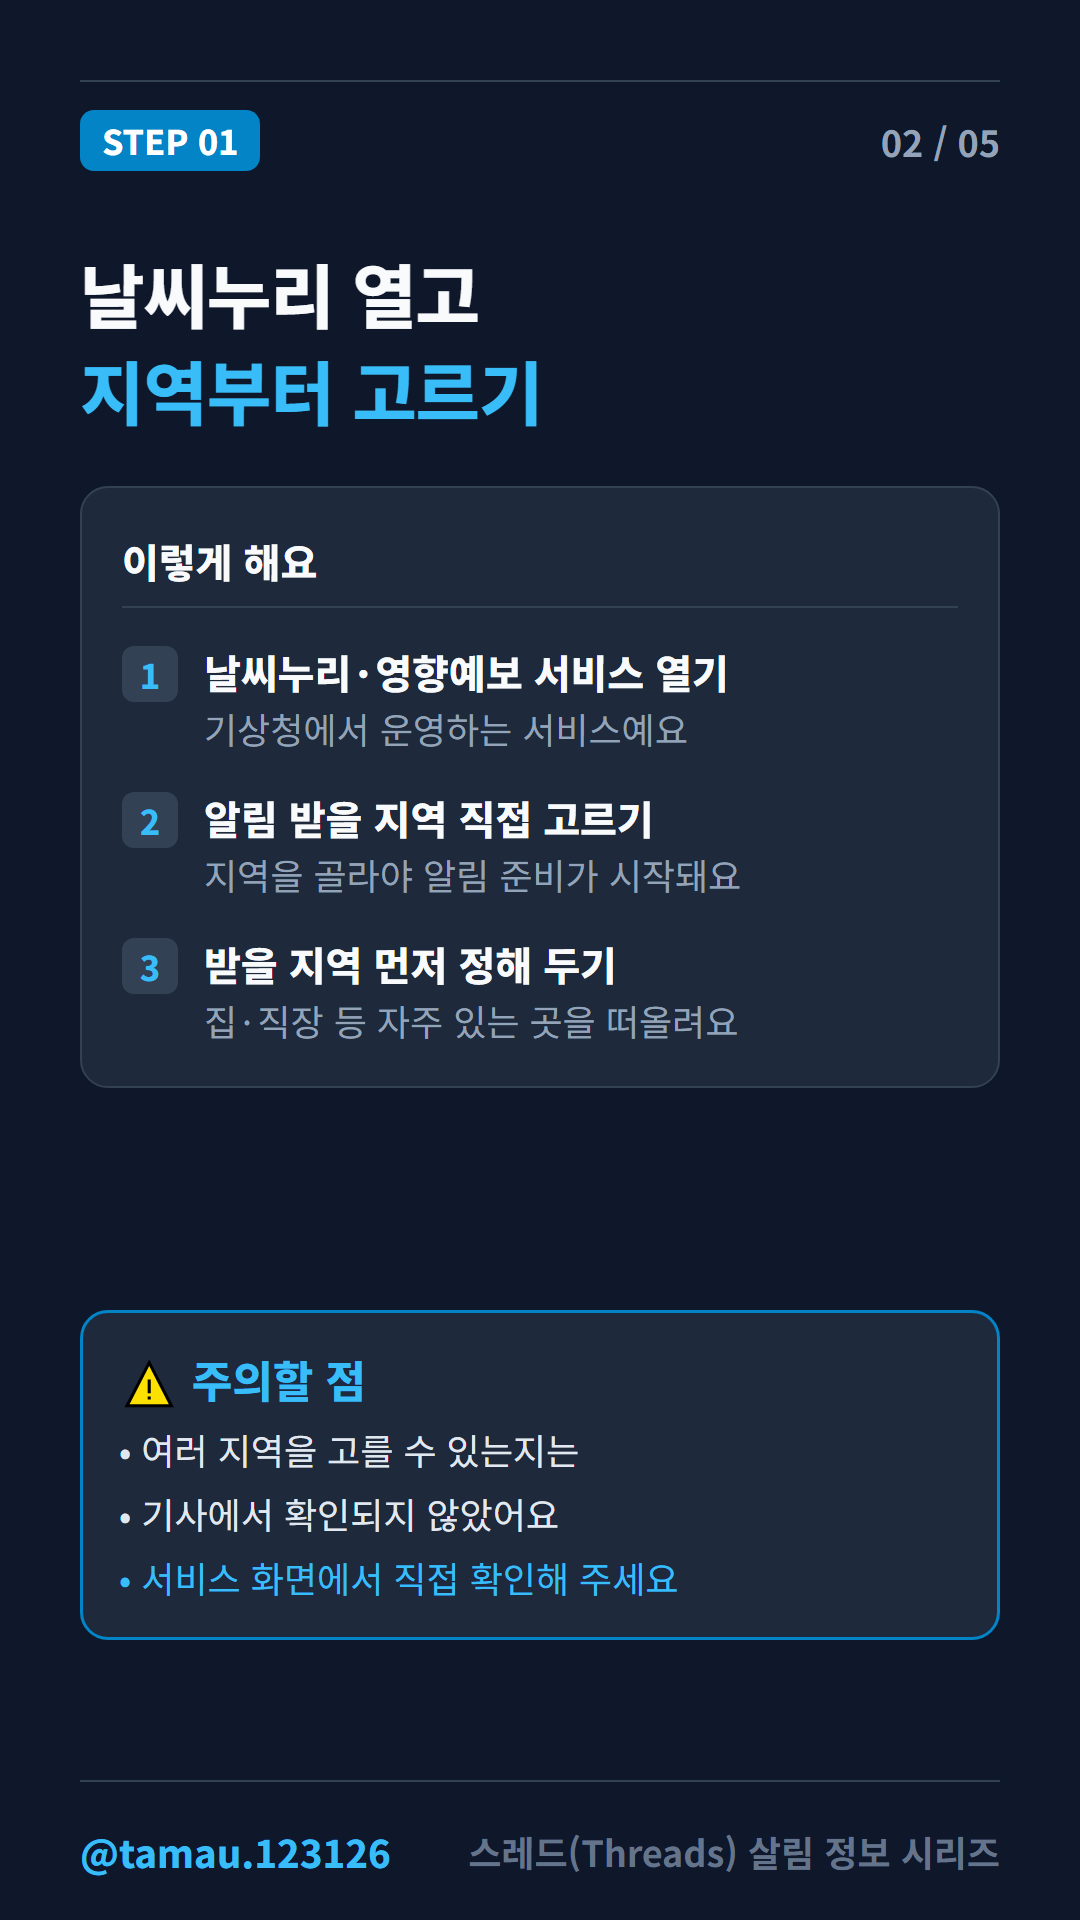 STEP 01
02 / 05
날씨누리 열고
지역부터 고르기
이렇게 해요
1 날씨누리·영향예보 서비스 열기
기상청에서 운영하는 서비스예요
2 알림 받을 지역 직접 고르기
지역을 골라야 알림 준비가 시작돼요
3 받을 지역 먼저 정해 두기
집·직장 등 자주 있는 곳을 떠올려요
주의할 점
• 여러 지역을 고를 수 있는지는
• 기사에서 확인되지 않았어요
• 서비스 화면에서 직접 확인해 주세요
@tamau.123126
스레드(Threads) 살림 정보 시리즈